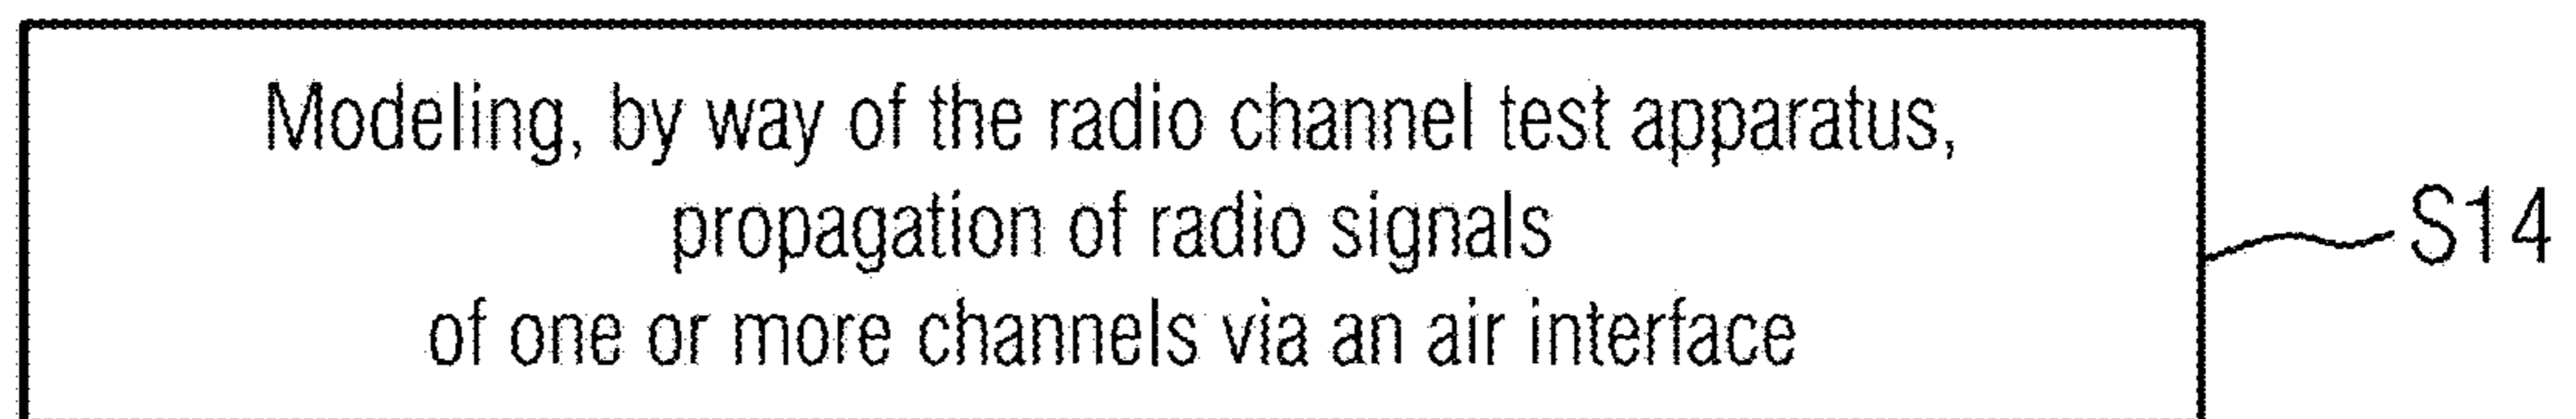 Modeling, by way of the radio channel test apparatus,
propagation of radio signals
of one or more channels via an air interface
S14